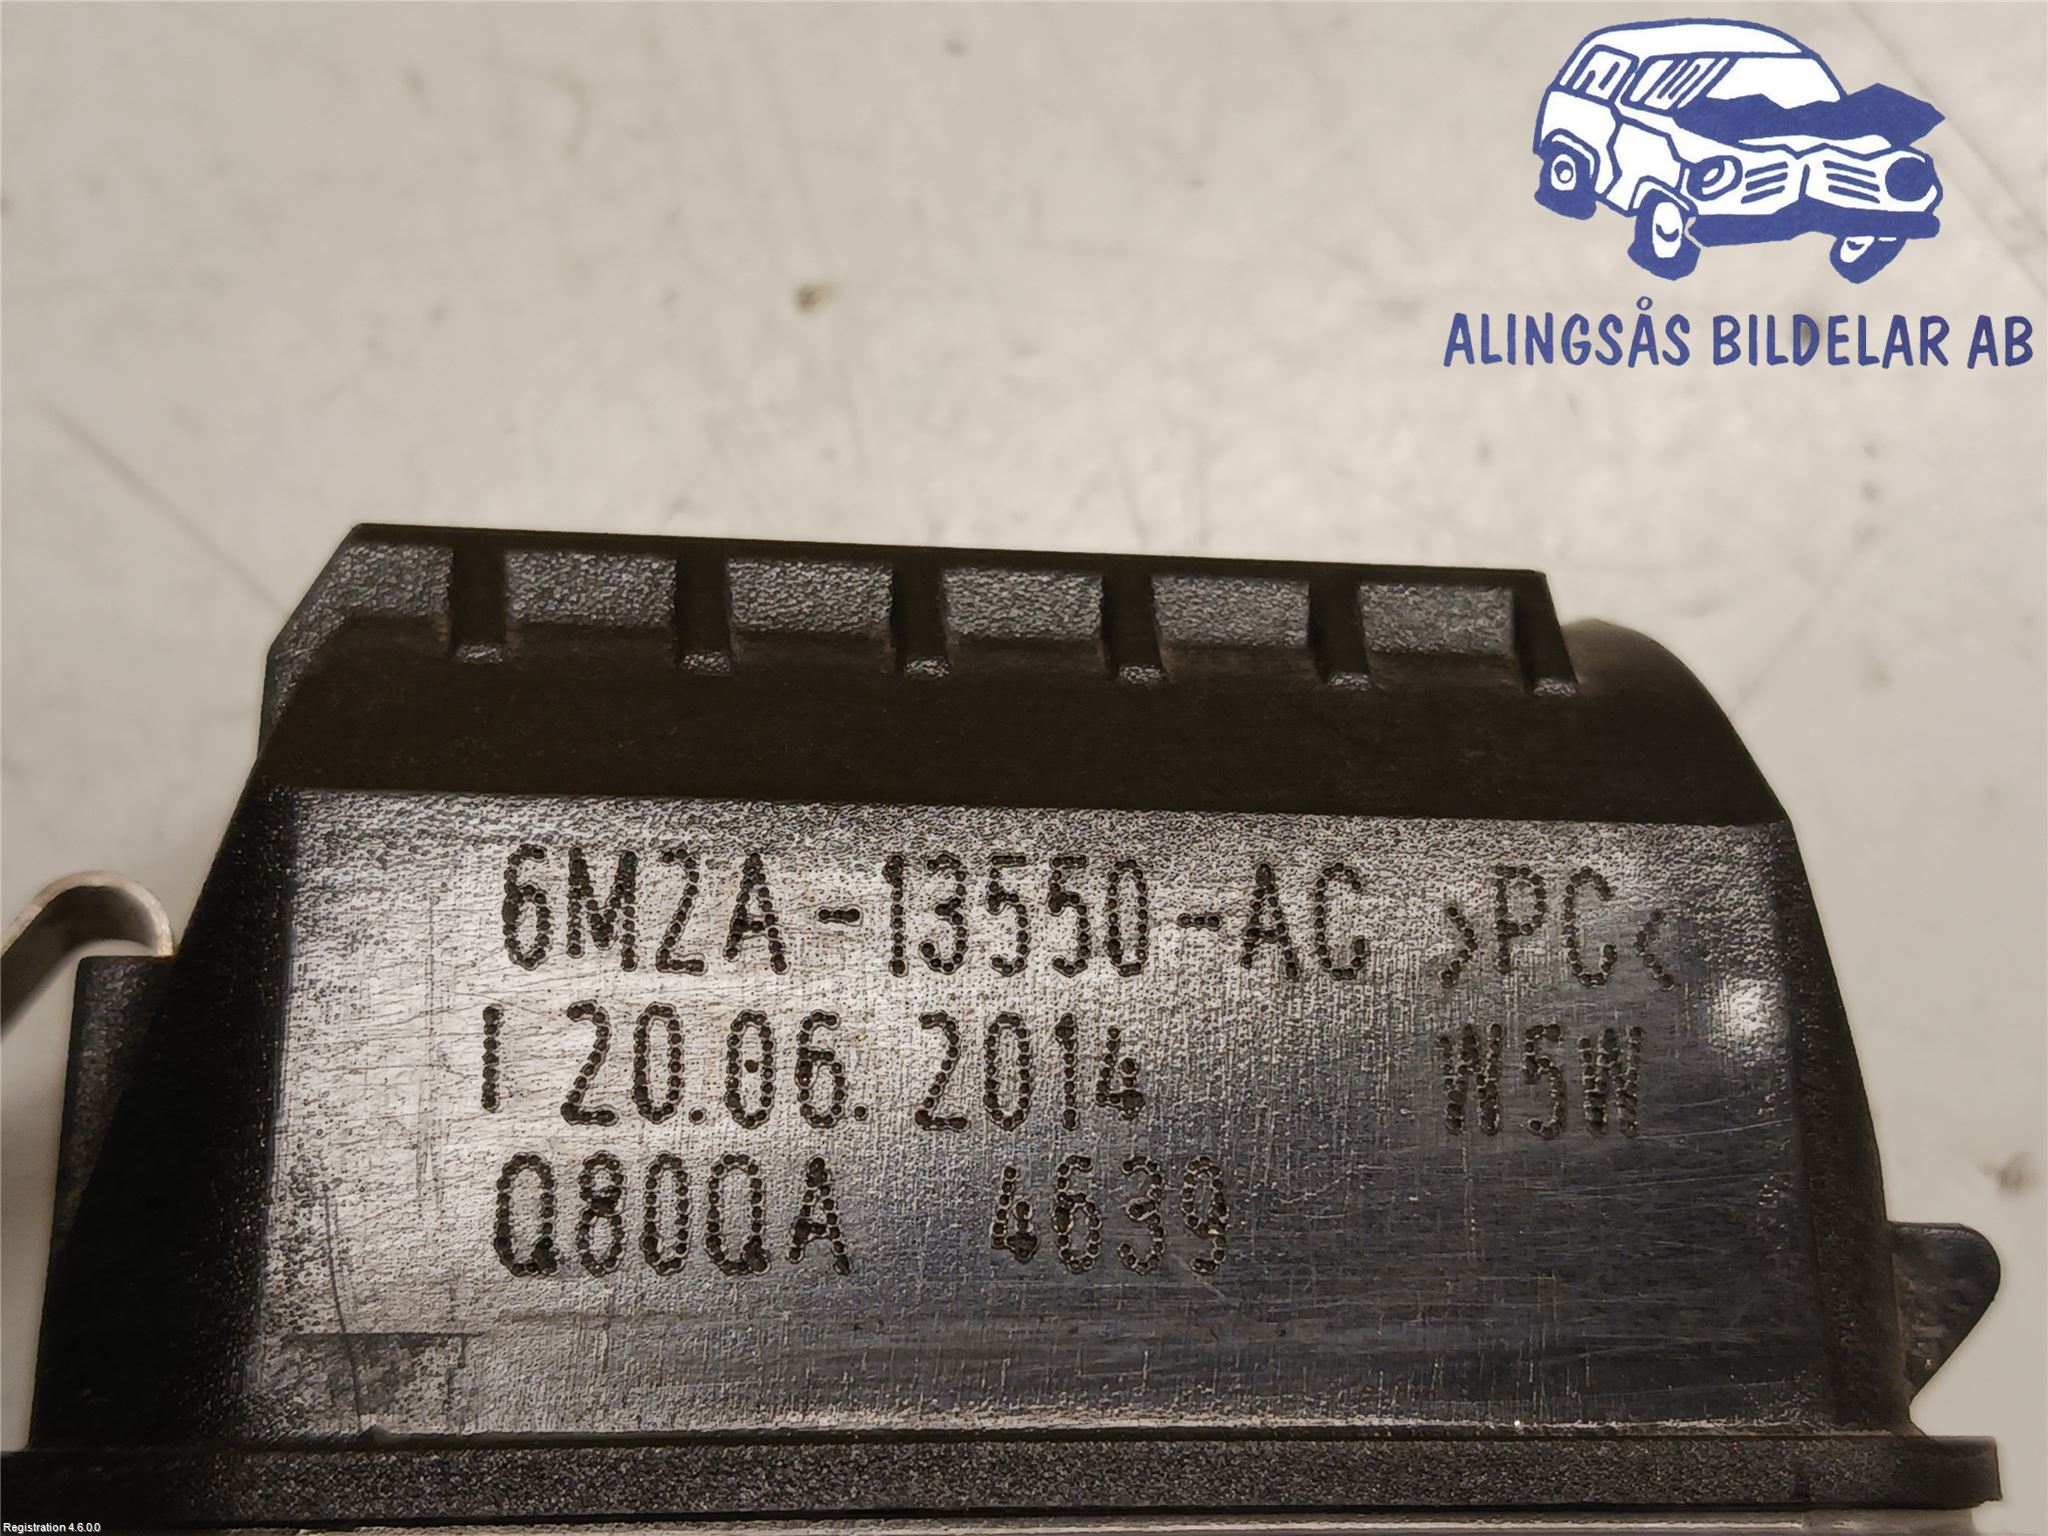 ALINGSÅS BILDELAR AB
6M2A-13550-AC >PC<
I 20.06.2014 W5W
Q80QA 4639
Registration 4.6.0.0